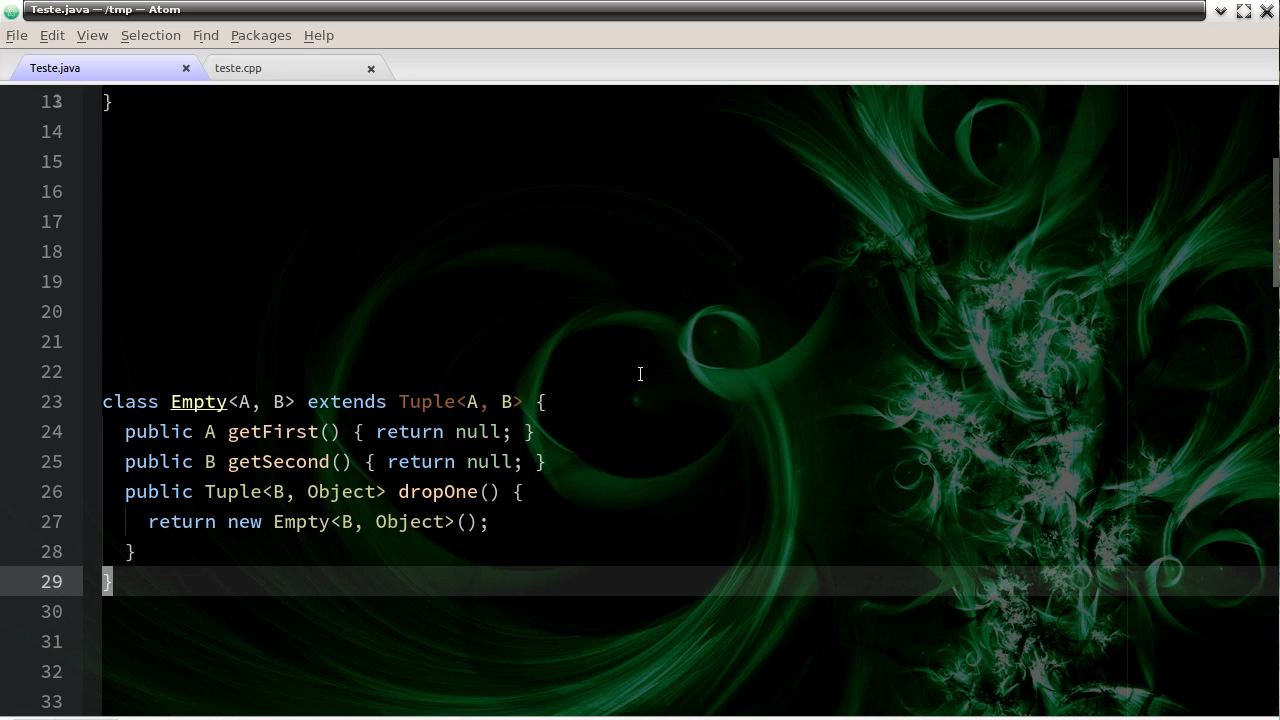 Teste.java — /tmp — Atom
File Edit View Selection Find Packages Help
Teste.java teste.cpp
13 }
14
15
16
17
18
19
20
21
22
23 class Empty<A, B> extends Tuple<A, B> {
24 public A getFirst() { return null; }
25 public B getSecond() { return null; }
26 public Tuple<B, Object> dropOne() {
27 return new Empty<B, Object>();
28 }
29 }
30
31
32
33